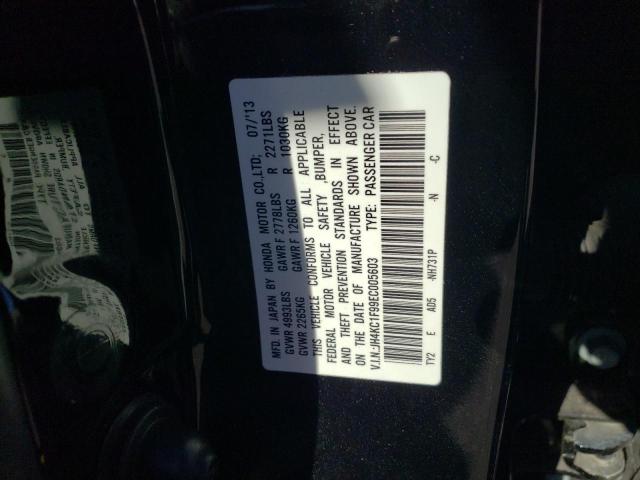 MFD. IN JAPAN BY HONDA MOTOR CO.,LTD; 07/'13
GVWR 4993LBS GAWR F 2778LBS R 2271LBS
GVWR 2265KG GAWR F 1260KG R 1030KG
THIS VEHICLE CONFORMS TO ALL APPLICABLE
FEDERAL MOTOR VEHICLE SAFETY ,BUMPER,
AND THEFT PREVENTION STANDARDS IN EFFECT
ON THE DATE OF MANUFACTURE SHOWN ABOVE.
V.I.N.:JH4KC1F99EC005603 TYPE: PASSENGER CAR
TY2 E AD5 -NH731P -N -C